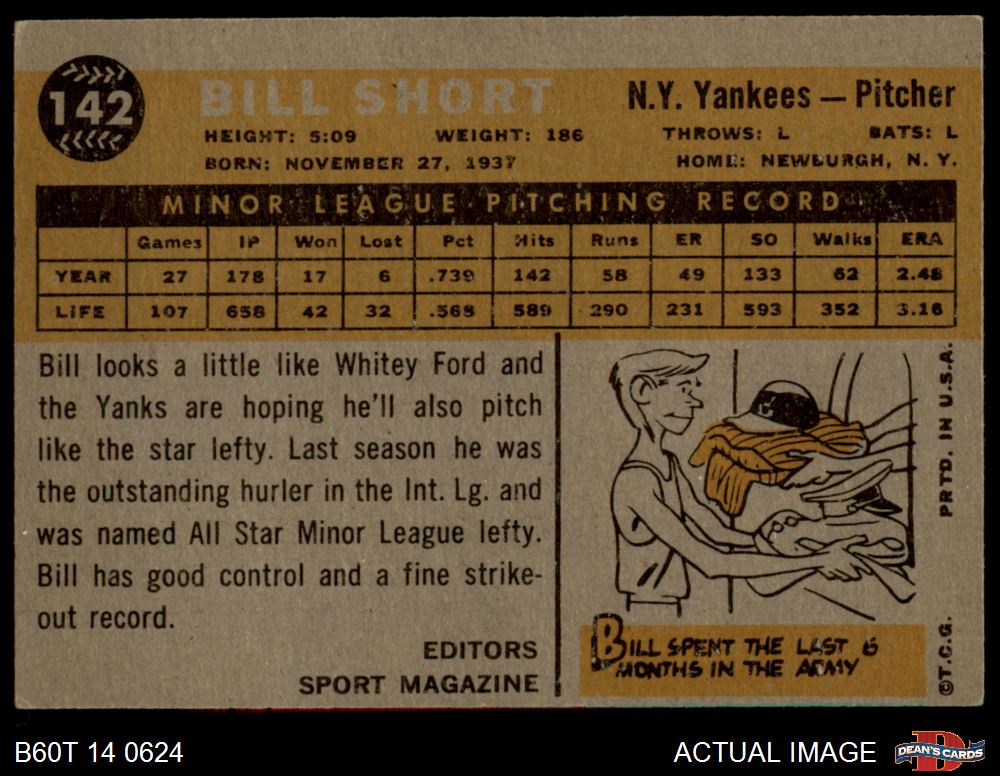 142
BILL SHORT
N.Y. Yankees — Pitcher
HEIGHT: 5:09 WEIGHT: 186 THROWS: L BATS: L
BORN: NOVEMBER 27, 1937 HOME: NEWBURGH, N. Y.
MINOR LEAGUE PITCHING RECORD
Games IP Won Lost Pct Hits Runs ER SO Walks ERA
YEAR 27 178 17 6 .739 142 58 49 133 62 2.48
LIFE 107 658 42 32 .568 589 290 231 593 352 3.16
Bill looks a little like Whitey Ford and
the Yanks are hoping he'll also pitch
like the star lefty. Last season he was
the outstanding hurler in the Int. Lg. and
was named All Star Minor League lefty.
Bill has good control and a fine strike-
out record.
EDITORS
SPORT MAGAZINE
BILL SPENT THE LAST 6
MONTHS IN THE ARMY
©T.C.G. PRTD. IN U.S.A.
B60T 14 0624
ACTUAL IMAGE
DEAN'S CARDS